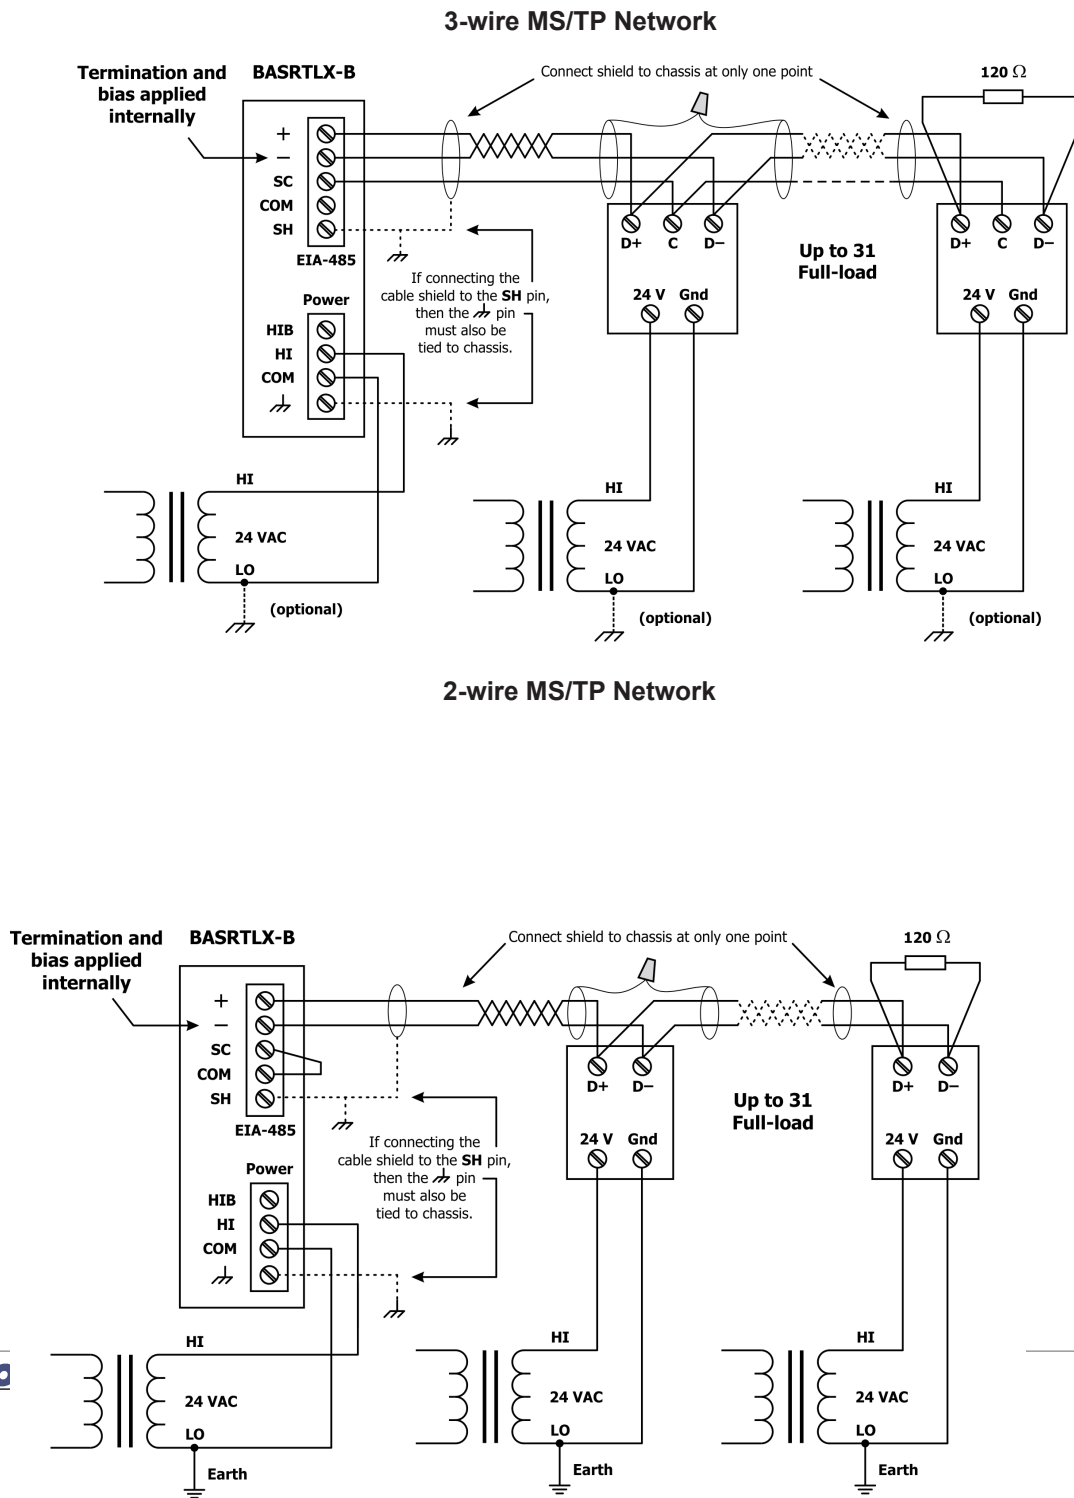 3-wire MS/TP Network
Termination and
bias applied
internally
BASRTLX-B
Connect shield to chassis at only one point
120 Ω
+
−
SC
COM
SH
EIA-485
D+ C D−
Up to 31
Full-load
D+ C D−
If connecting the
cable shield to the SH pin,
then the pin
must also be
tied to chassis.
Power
24 V Gnd
24 V Gnd
HIB
HI
COM
HI
24 VAC
LO
(optional)
HI
24 VAC
LO
(optional)
HI
24 VAC
LO
(optional)
2-wire MS/TP Network
Termination and
bias applied
internally
BASRTLX-B
Connect shield to chassis at only one point
120 Ω
+
−
SC
COM
SH
EIA-485
D+ D−
Up to 31
Full-load
D+ D−
If connecting the
cable shield to the SH pin,
then the pin
must also be
tied to chassis.
Power
24 V Gnd
24 V Gnd
HIB
HI
COM
HI
24 VAC
LO
Earth
HI
24 VAC
LO
Earth
HI
24 VAC
LO
Earth